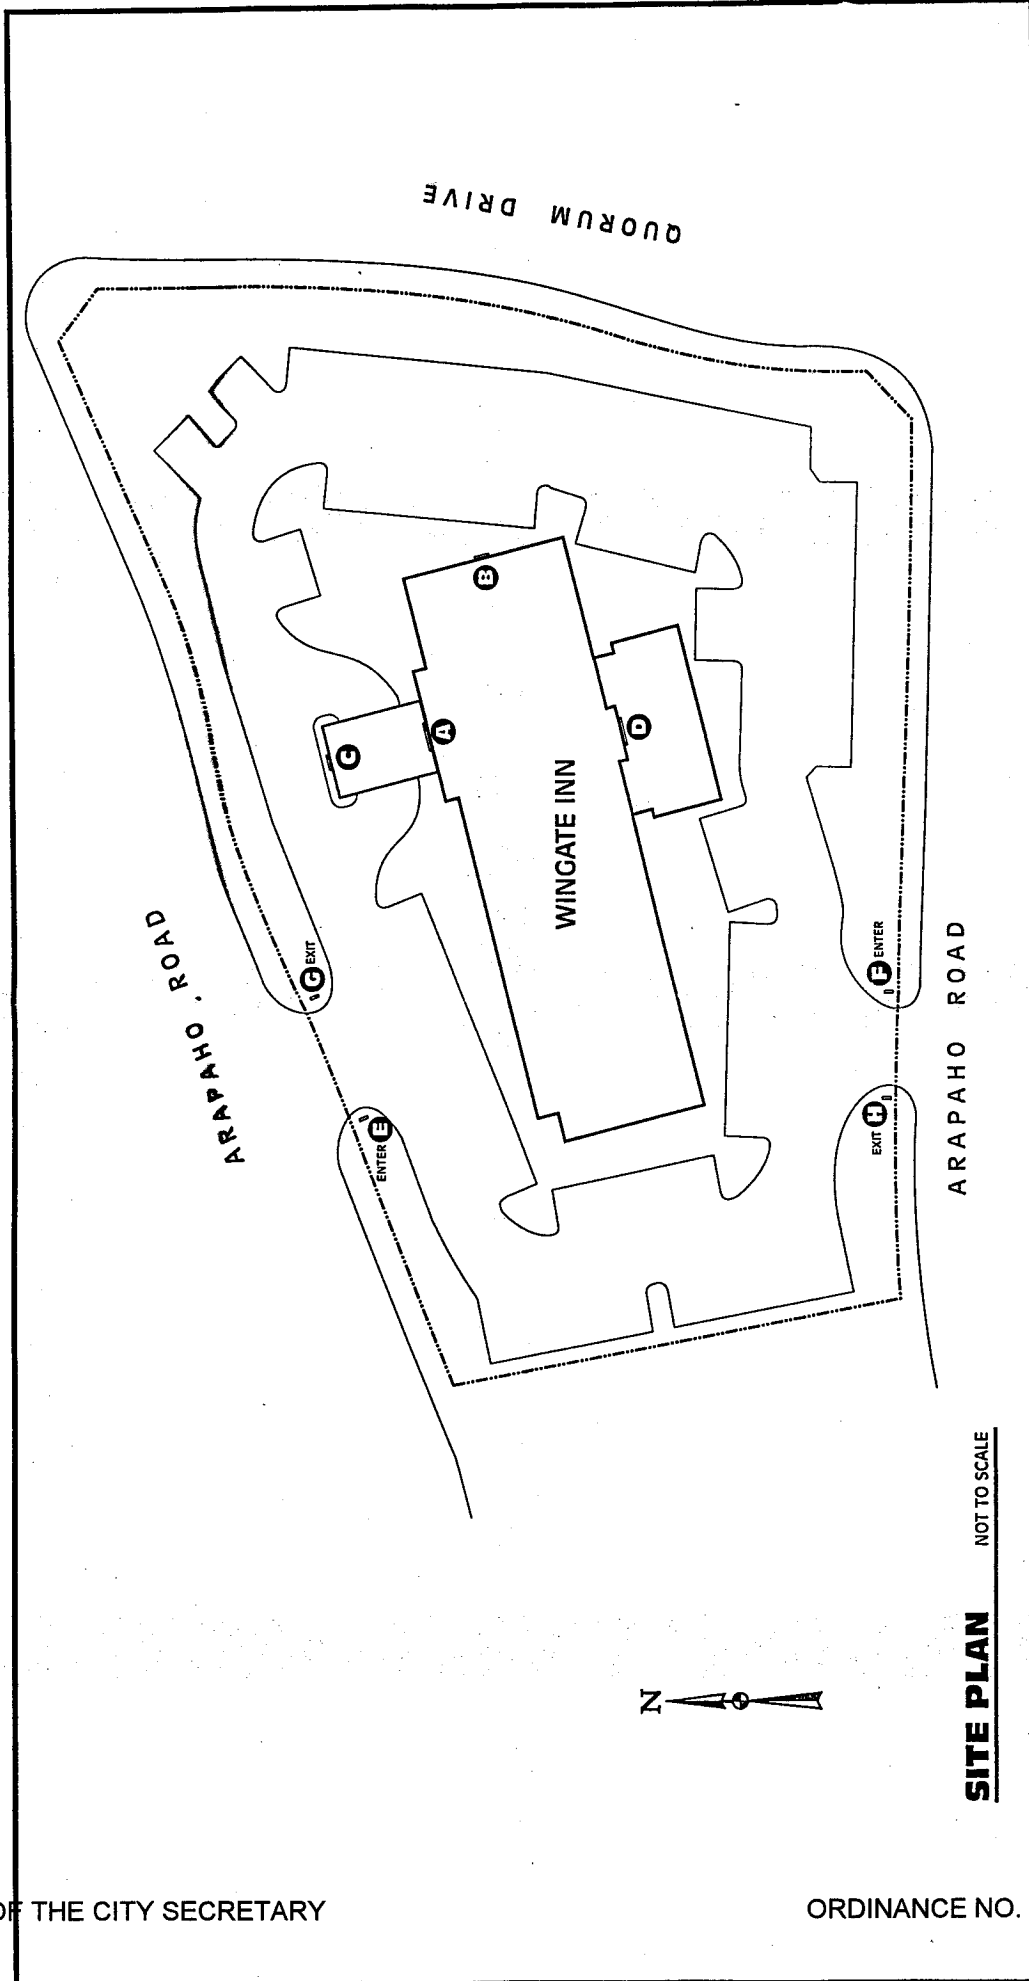 QUORUM DRIVE
ARAPAHO ROAD
G EXIT
ENTER E
C
A
B
D
WINGATE INN
F ENTER
EXIT H
ARAPAHO ROAD
N
SITE PLAN NOT TO SCALE
OF THE CITY SECRETARY
ORDINANCE NO.